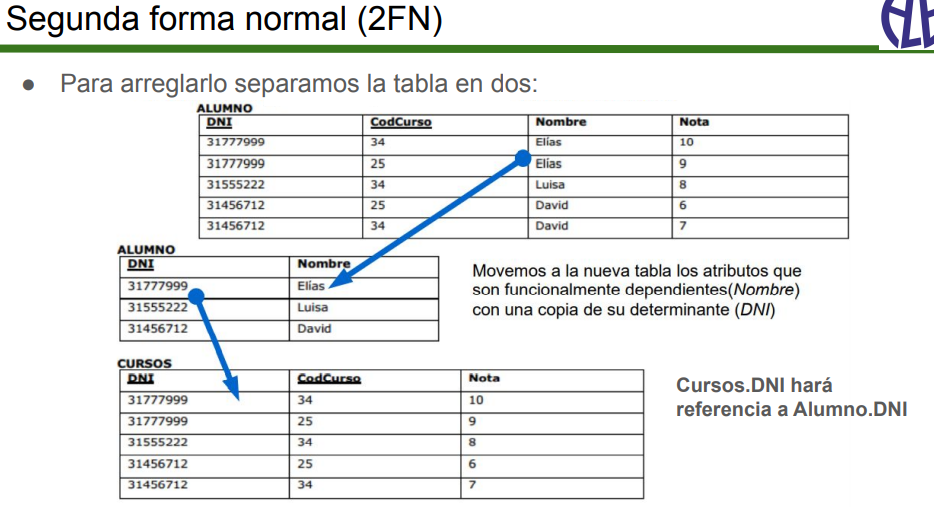 Segunda forma normal (2FN)
● Para arreglarlo separamos la tabla en dos:
ALUMNO
DNI CodCurso Nombre Nota
31777999 34 Elías 10
31777999 25 Elías 9
31555222 34 Luisa 8
31456712 25 David 6
31456712 34 David 7
ALUMNO
DNI Nombre
31777999 Elías
31555222 Luisa
31456712 David
Movemos a la nueva tabla los atributos que
son funcionalmente dependientes(Nombre)
con una copia de su determinante (DNI)
CURSOS
DNI CodCurso Nota
31777999 34 10
31777999 25 9
31555222 34 8
31456712 25 6
31456712 34 7
Cursos.DNI hará
referencia a Alumno.DNI